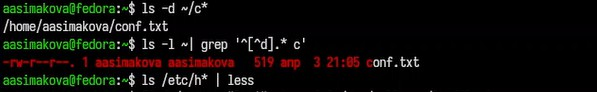 aasimakova@fedora:~$ ls -d ~/c*
/home/aasimakova/conf.txt
aasimakova@fedora:~$ ls -l ~| grep '^[^d].* c'
-rw-r--r--. 1 aasimakova aasimakova   519 апр  3 21:05 conf.txt
aasimakova@fedora:~$ ls /etc/h* | less